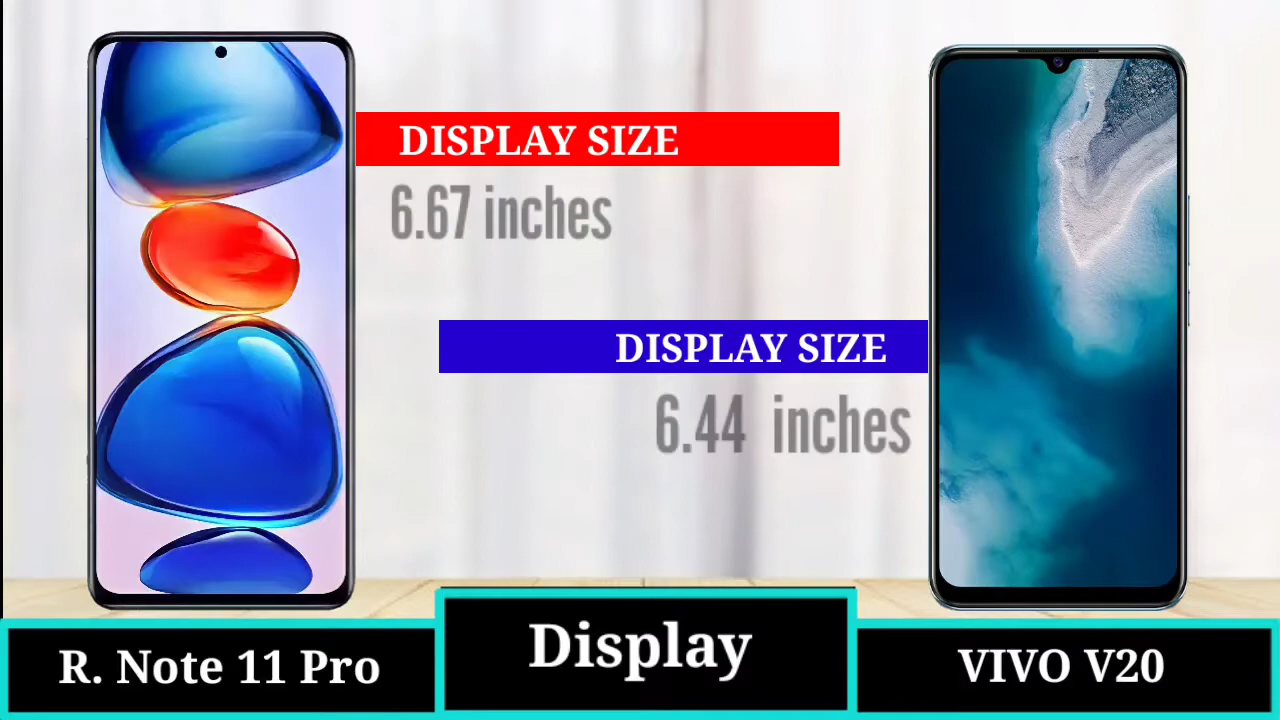 DISPLAY SIZE
6.67 inches
DISPLAY SIZE
6.44 inches
R. Note 11 Pro
Display
VIVO V20